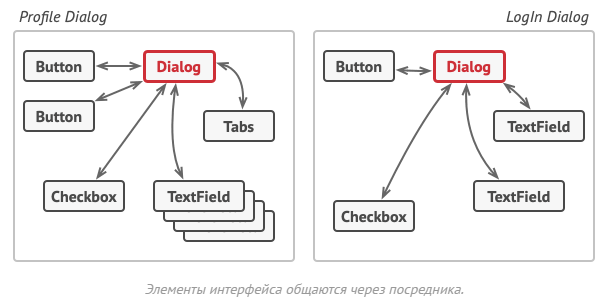 Profile Dialog
LogIn Dialog
Button
Dialog
Button
Tabs
Checkbox
TextField
Button
Dialog
TextField
TextField
Checkbox
Элементы интерфейса общаются через посредника.